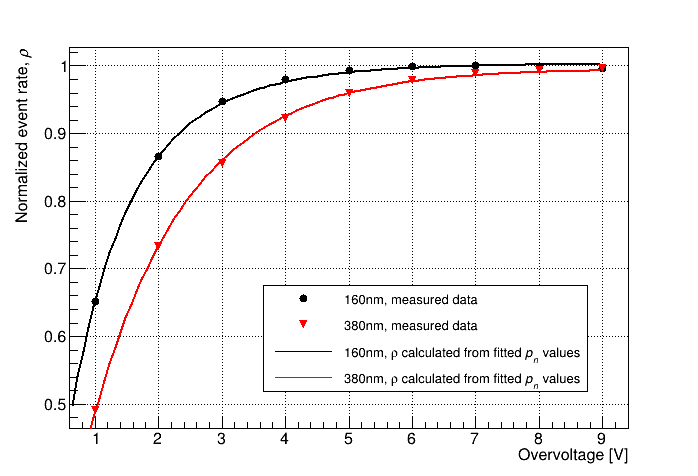 Normalized event rate, ρ
1
0.9
0.8
0.7
0.6
0.5
160nm, measured data
380nm, measured data
160nm, ρ calculated from fitted pn values
380nm, ρ calculated from fitted pn values
1 2 3 4 5 6 7 8 9
Overvoltage [V]